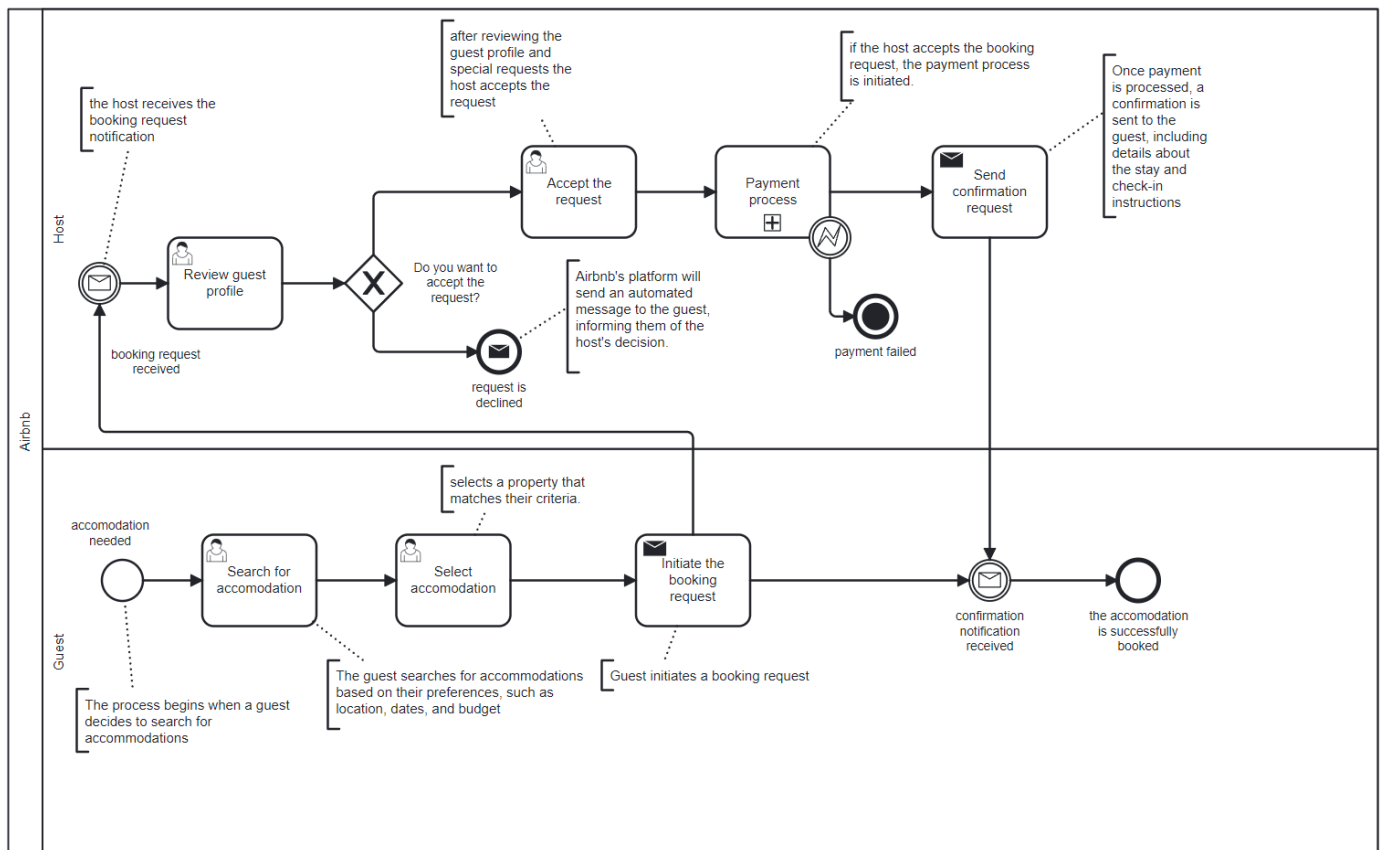 after reviewing the
guest profile and
special requests the
host accepts the
request
if the host accepts the booking
request, the payment process
is initiated.
Once payment
is processed, a
confirmation is
sent to the
guest, including
details about
the stay and
check-in
instructions
the host receives the
booking request
notification
Accept the
request
Payment
process
Send
confirmation
request
Host
Review guest
profile
Do you want to
accept the
request?
Airbnb's platform will
send an automated
message to the guest,
informing them of the
host's decision.
booking request
received
request is
declined
payment failed
Airbnb
selects a property that
matches their criteria.
accomodation
needed
Search for
accomodation
Select
accomodation
Initiate the
booking
request
confirmation
notification
received
the accomodation
is successfully
booked
Guest
The process begins when a guest
decides to search for
accommodations
The guest searches for accommodations
based on their preferences, such as
location, dates, and budget
Guest initiates a booking request